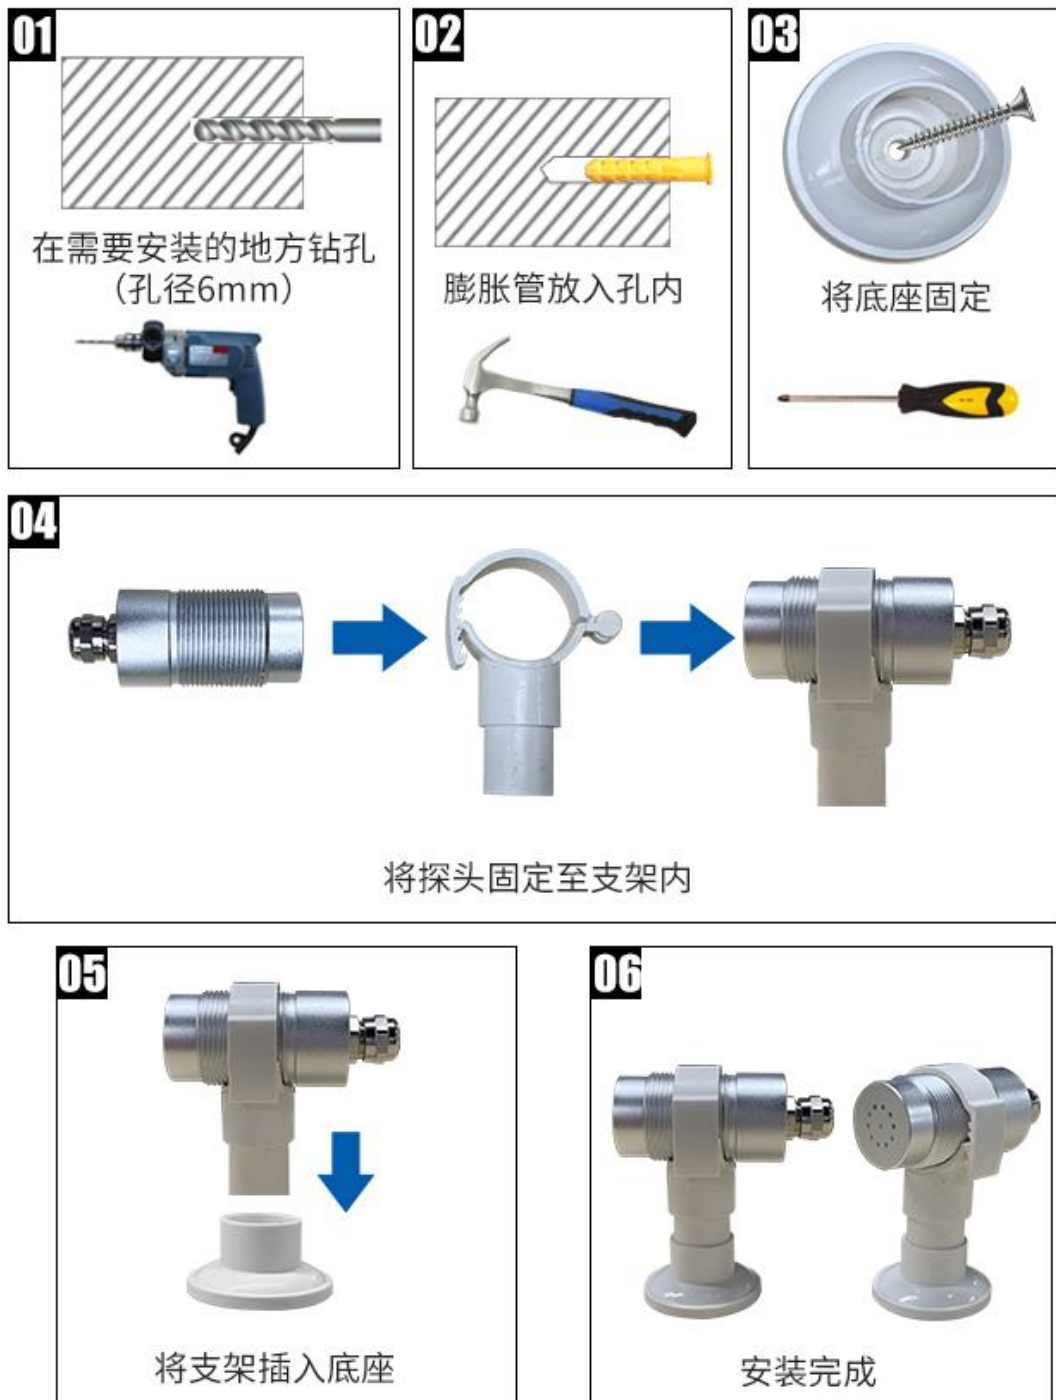 01
在需要安装的地方钻孔
（孔径6mm）
02
膨胀管放入孔内
03
将底座固定
04
将探头固定至支架内
05
将支架插入底座
06
安装完成